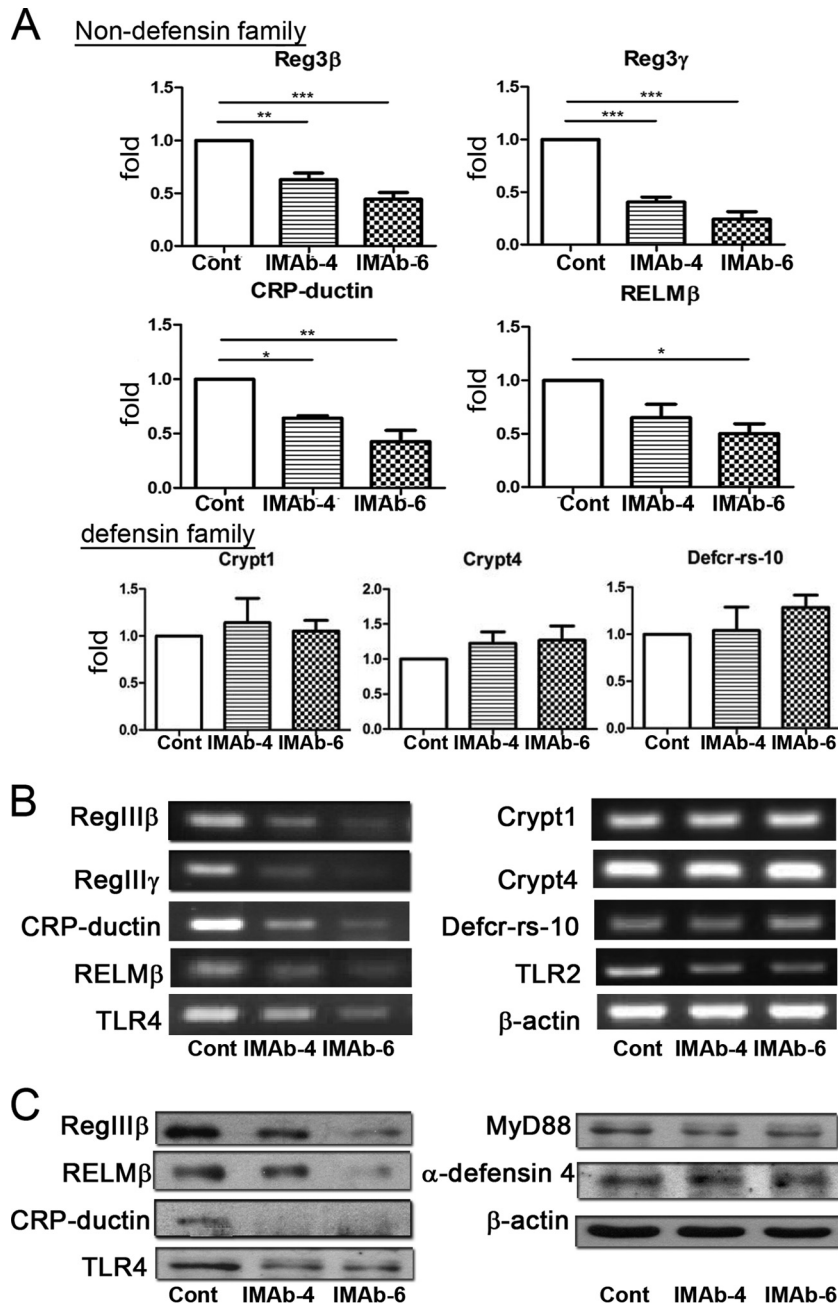 A
Non-defensin family
Reg3β
Reg3γ
fold
1.5
1.0
0.5
0.0
***
**
Cont IMAb-4 IMAb-6
fold
1.5
1.0
0.5
0.0
***
***
Cont IMAb-4 IMAb-6
CRP-ductin
RELMβ
fold
1.5
1.0
0.5
0.0
**
*
Cont IMAb-4 IMAb-6
fold
1.5
1.0
0.5
0.0
*
Cont IMAb-4 IMAb-6
defensin family
Crypt1
Crypt4
Defcr-rs-10
fold
1.5
1.0
0.5
0.0
Cont IMAb-4 IMAb-6
2.0
1.5
1.0
0.5
0.0
Cont IMAb-4 IMAb-6
1.5
1.0
0.5
0.0
Cont IMAb-4 IMAb-6
B
RegIIIβ
RegIIIγ
CRP-ductin
RELMβ
TLR4
Cont IMAb-4 IMAb-6
Crypt1
Crypt4
Defcr-rs-10
TLR2
β-actin
Cont IMAb-4 IMAb-6
C
RegIIIβ
RELMβ
CRP-ductin
TLR4
Cont IMAb-4 IMAb-6
MyD88
α-defensin 4
β-actin
Cont IMAb-4 IMAb-6